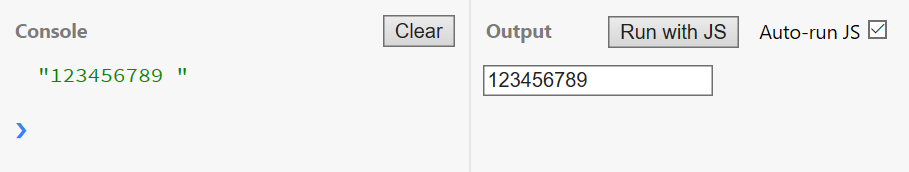 Console
Clear
Output
Run with JS
Auto-run JS
"123456789 "
123456789